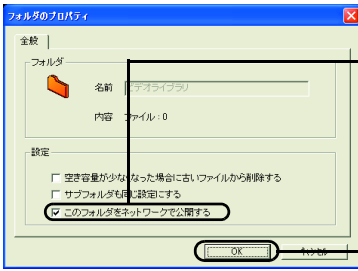 フォルダのプロパティ
全般
フォルダ
名前 ビデオライブラリ
内容 ファイル:0
設定
空き容量が少なくなった場合に古いファイルから削除する
サブフォルダも同じ設定にする
このフォルダをネットワークで公開する
OK キャンセル